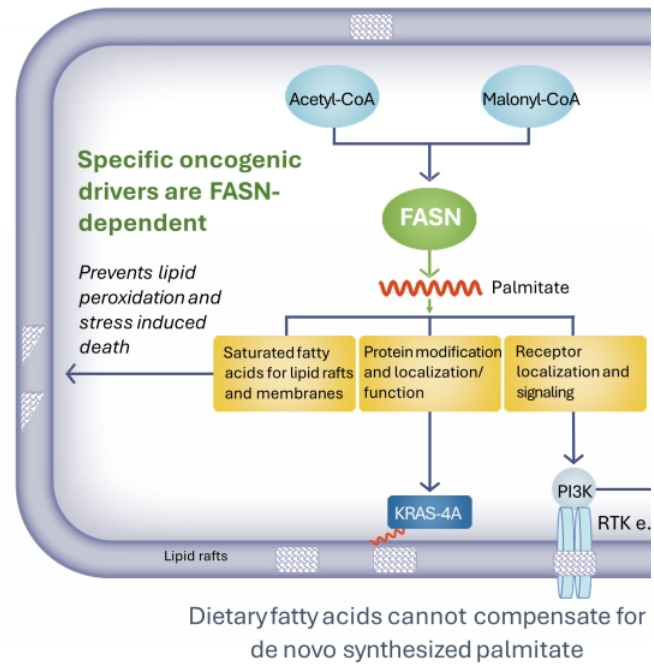 Acetyl-CoA
Malonyl-CoA
Specific oncogenic
drivers are FASN-
dependent
FASN
Prevents lipid
peroxidation and
stress induced
death
Palmitate
Saturated fatty
acids for lipid rafts
and membranes
Protein modification
and localization/
function
Receptor
localization and
signaling
KRAS-4A
PI3K
RTK e.
Lipid rafts
Dietary fatty acids cannot compensate for
de novo synthesized palmitate